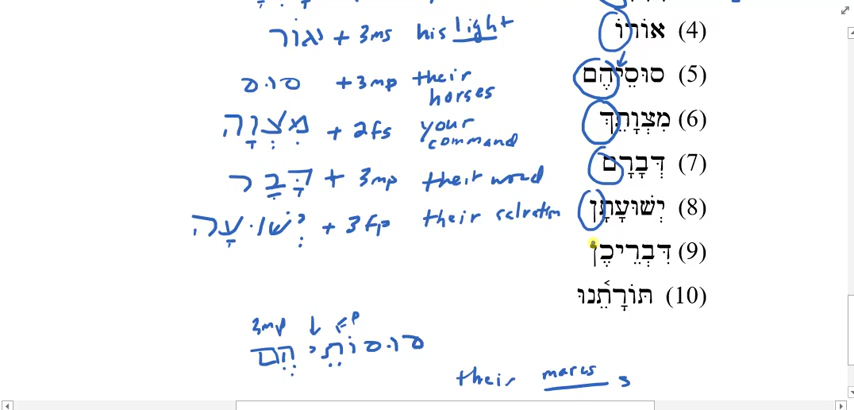 נגור + 3ms his light אוֹרוֹ (4)
סוס + 3mp their horses סוּסֵיהֶם (5)
מִצְוָה + 2fs your command מִצְוָתֵךְ (6)
דָּבָר + 3mp their word דְּבָרָם (7)
יְשׁוּעָה + 3fp their salvation יְשׁוּעָתָן (8)
דִּבְרֵיכֶן (9)
תּוֹרָתֵ֫נוּ (10)
3mp ↓ fp
סוּסוֹתֵיהֶם
their mares s